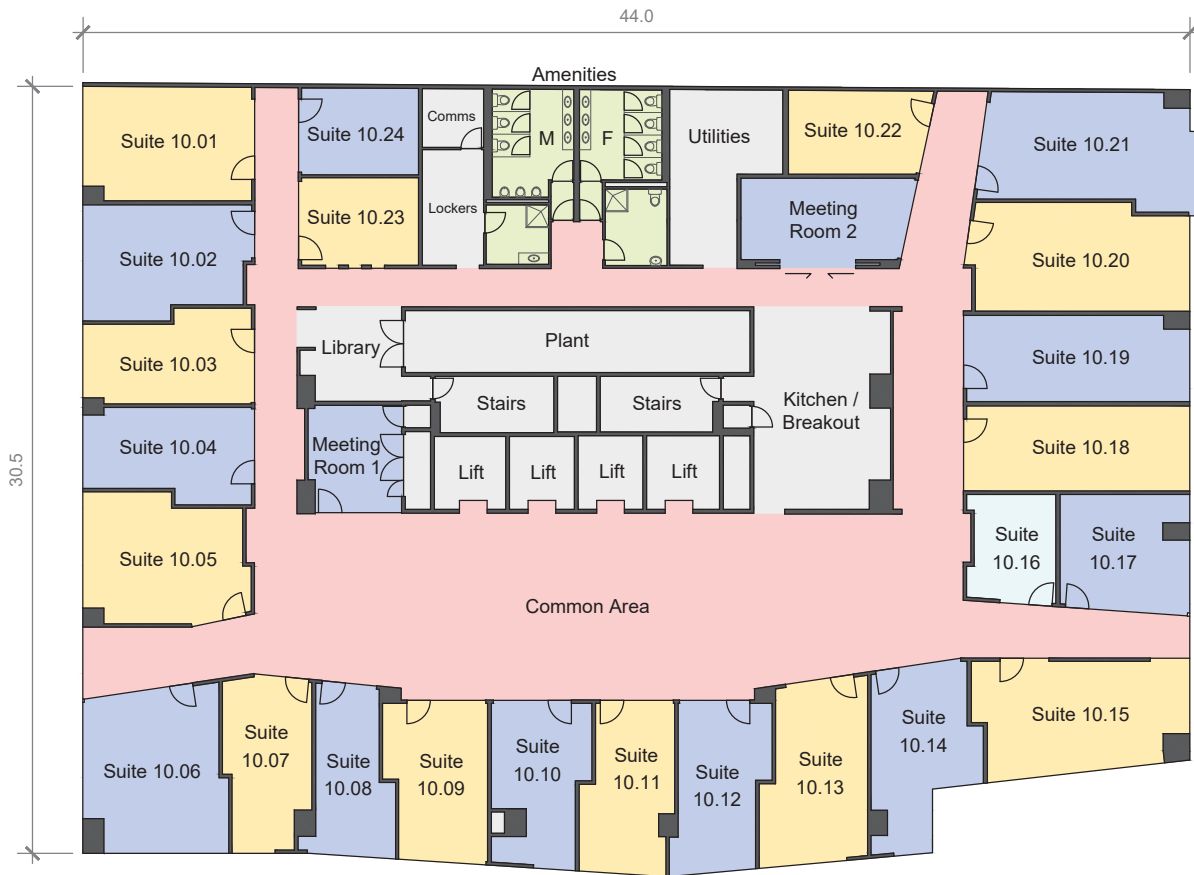 44.0
Amenities
Suite 10.01
Suite 10.24
Comms
M
F
Utilities
Suite 10.22
Suite
10.21
Lockers
Suite 10.23
Meeting
Room 2
Suite 10.02
Suite 10.20
Suite 10.03
Library
Plant
Suite 10.19
Stairs
Stairs
Kitchen /
Breakout
Suite 10.04
Meeting
Room 1
Lift
Lift
Lift
Lift
Suite 10.18
30.5
Suite 10.05
Suite
10.16
Suite
10.17
Common Area
Suite 10.06
Suite
10.07
Suite
10.08
Suite
10.09
Suite
10.10
Suite
10.11
Suite
10.12
Suite
10.13
Suite
10.14
Suite 10.15